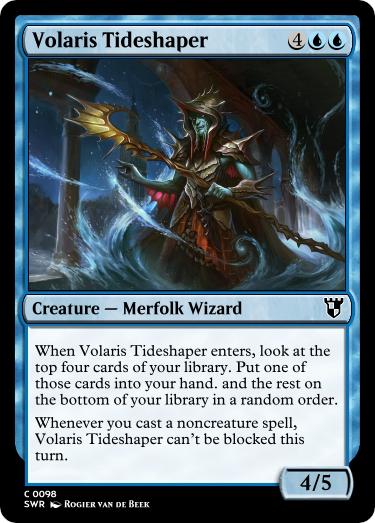 Volaris Tideshaper 4
Creature — Merfolk Wizard
When Volaris Tideshaper enters, look at the
top four cards of your library. Put one of
those cards into your hand. and the rest on
the bottom of your library in a random order.
Whenever you cast a noncreature spell,
Volaris Tideshaper can't be blocked this
turn.
4/5
C 0098
SWR Rogier van de Beek